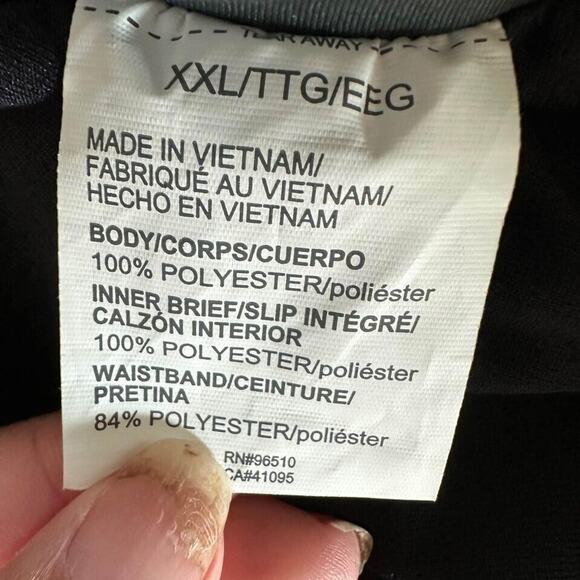 TEAR AWAY
XXL/TTG/EEG
MADE IN VIETNAM/
FABRIQUÉ AU VIETNAM/
HECHO EN VIETNAM
BODY/CORPS/CUERPO
100% POLYESTER/poliéster
INNER BRIEF/SLIP INTÉGRÉ/
CALZÓN INTERIOR
100% POLYESTER/poliéster
WAISTBAND/CEINTURE/
PRETINA
84% POLYESTER/poliéster
RN#96510
CA#41095